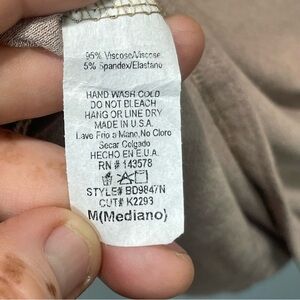 95% Viscose/Viscose
5% Spandex/Elastano
HAND WASH COLD
DO NOT BLEACH
HANG OR LINE DRY
MADE IN U.S.A.
Lave Frio a Mano,No Cloro
Secar Colgado
HECHO EN E.U.A.
RN # 143578
STYLE# BD9847N
CUT# K2293
M(Mediano)